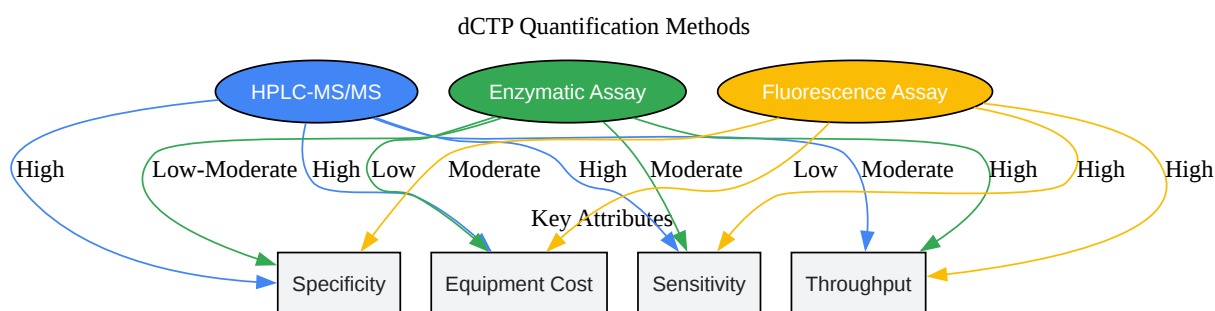 dCTP Quantification Methods
HPLC-MS/MS Enzymatic Assay Fluorescence Assay
High Low-Moderate High Low Moderate High Moderate Low Moderate High High High
Key Attributes
Specificity Equipment Cost Sensitivity Throughput